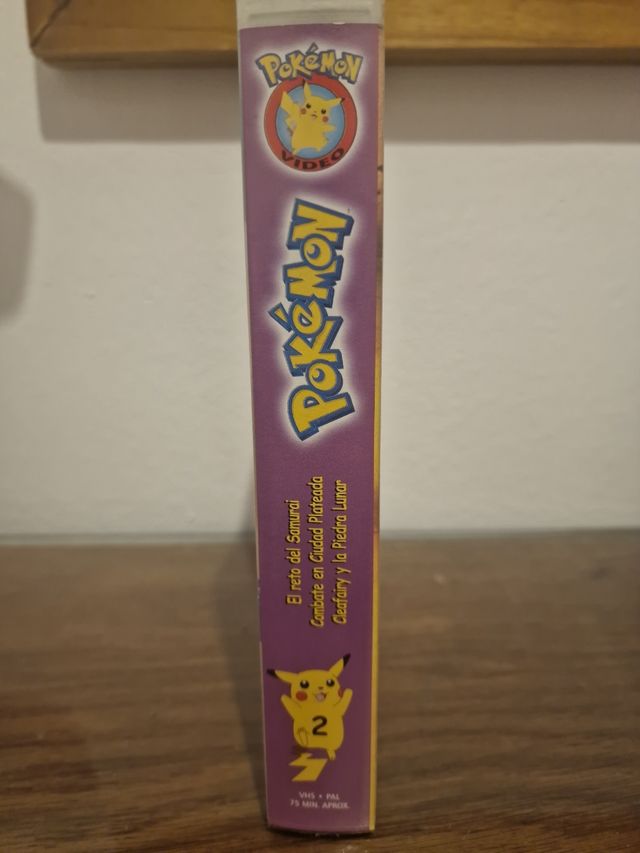 POKéMON
VIDEO
POKéMON
El reto del Samurai
Combate en Ciudad Plateada
Cleafairy y la Piedra Lunar
2
VHS • PAL
75 MIN. APROX.